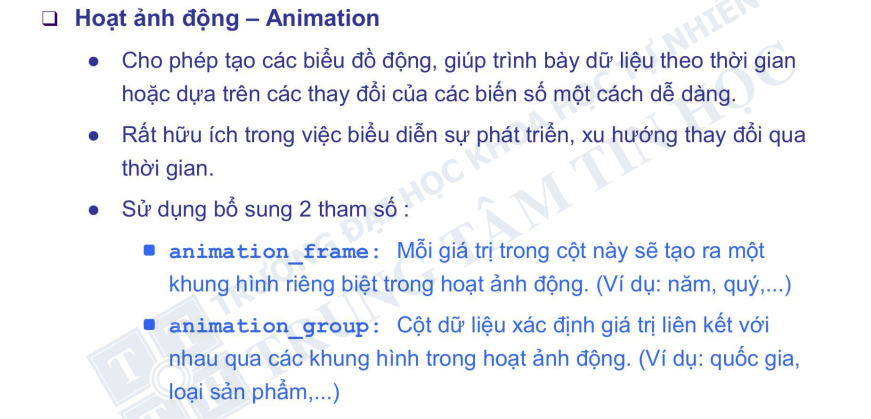 Hoạt ảnh động – Animation
Cho phép tạo các biểu đồ động, giúp trình bày dữ liệu theo thời gian
hoặc dựa trên các thay đổi của các biến số một cách dễ dàng.
Rất hữu ích trong việc biểu diễn sự phát triển, xu hướng thay đổi qua
thời gian.
Sử dụng bổ sung 2 tham số :
animation_frame: Mỗi giá trị trong cột này sẽ tạo ra một
khung hình riêng biệt trong hoạt ảnh động. (Ví dụ: năm, quý,...)
animation_group: Cột dữ liệu xác định giá trị liên kết với
nhau qua các khung hình trong hoạt ảnh động. (Ví dụ: quốc gia,
loại sản phẩm,...)
TRƯỜNG ĐẠI HỌC KHOA HỌC TỰ NHIÊN
TRUNG TÂM TIN HỌC